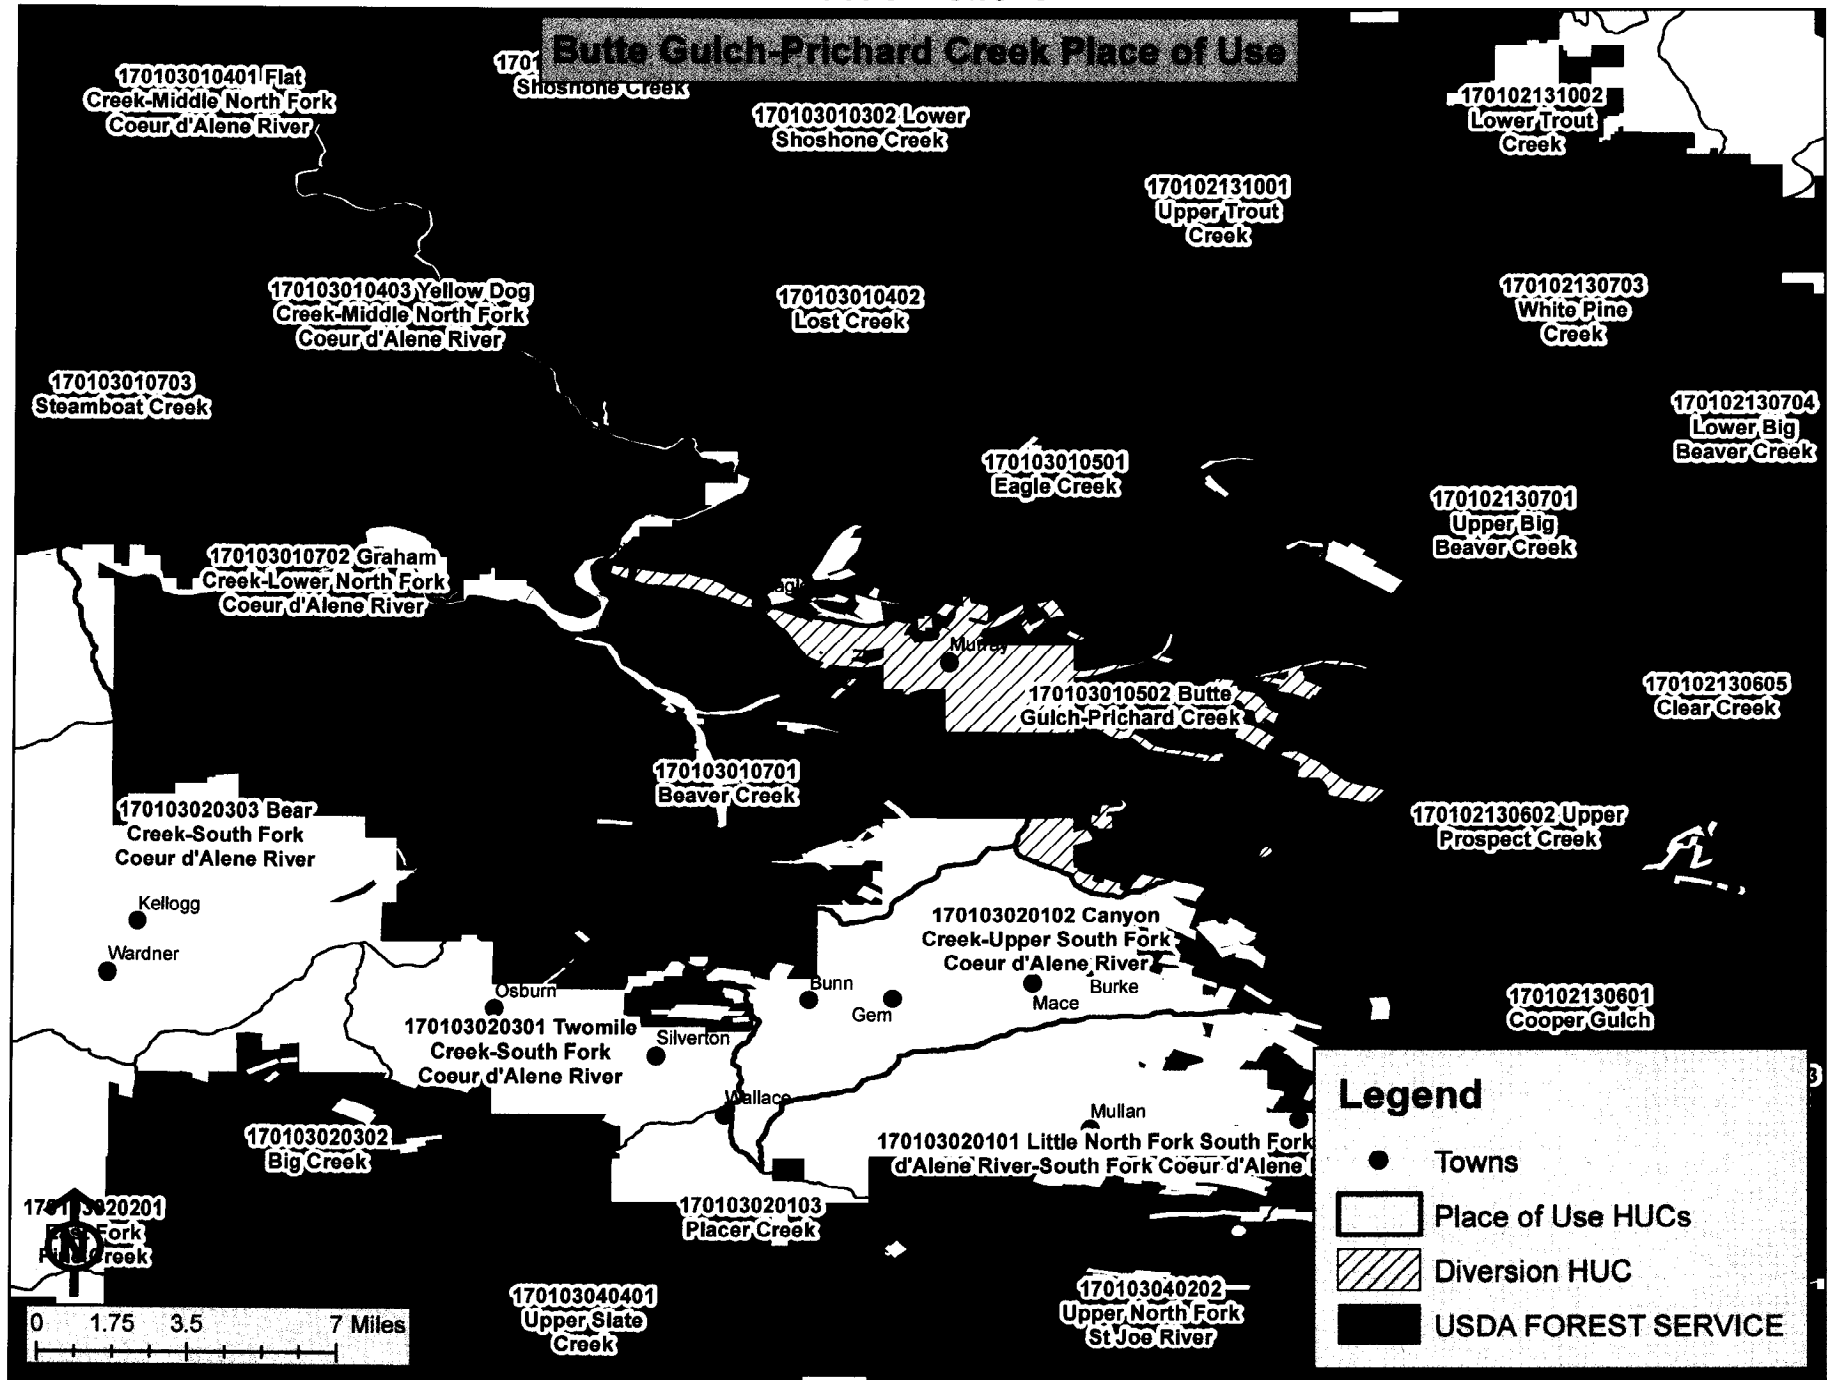 Butte Gulch-Prichard Creek Place of Use
170103010401 Flat
Creek-Middle North Fork
Coeur d'Alene River
Shoshone Creek
170103010302 Lower
Shoshone Creek
170102131002
Lower Trout
Creek
170102131001
Upper Trout
Creek
170103010403 Yellow Dog
Creek-Middle North Fork
Coeur d'Alene River
170103010402
Lost Creek
170102130703
White Pine
Creek
170103010703
Steamboat Creek
170102130704
Lower Big
Beaver Creek
170103010501
Eagle Creek
170102130701
Upper Big
Beaver Creek
170103010702 Graham
Creek-Lower North Fork
Coeur d'Alene River
Murray
170103010502 Butte
Gulch-Prichard Creek
170102130605
Clear Creek
170103010701
Beaver Creek
170103020303 Bear
Creek-South Fork
Coeur d'Alene River
170102130602 Upper
Prospect Creek
Kellogg
Wardner
170103020102 Canyon
Creek-Upper South Fork
Coeur d'Alene River
Osburn
Bunn
Gem
Mace
Burke
170102130601
Cooper Gulch
170103020301 Twomile
Creek-South Fork
Coeur d'Alene River
Silverton
Wallace
Mullan
170103020302
Big Creek
170103020101 Little North Fork South Fork
d'Alene River-South Fork Coeur d'Alene
170103020103
Placer Creek
Fork
Creek
N
170103040401
Upper Slate
Creek
170103040202
Upper North Fork
St Joe River
0 1.75 3.5 7 Miles
Legend
Towns
Place of Use HUCs
Diversion HUC
USDA FOREST SERVICE